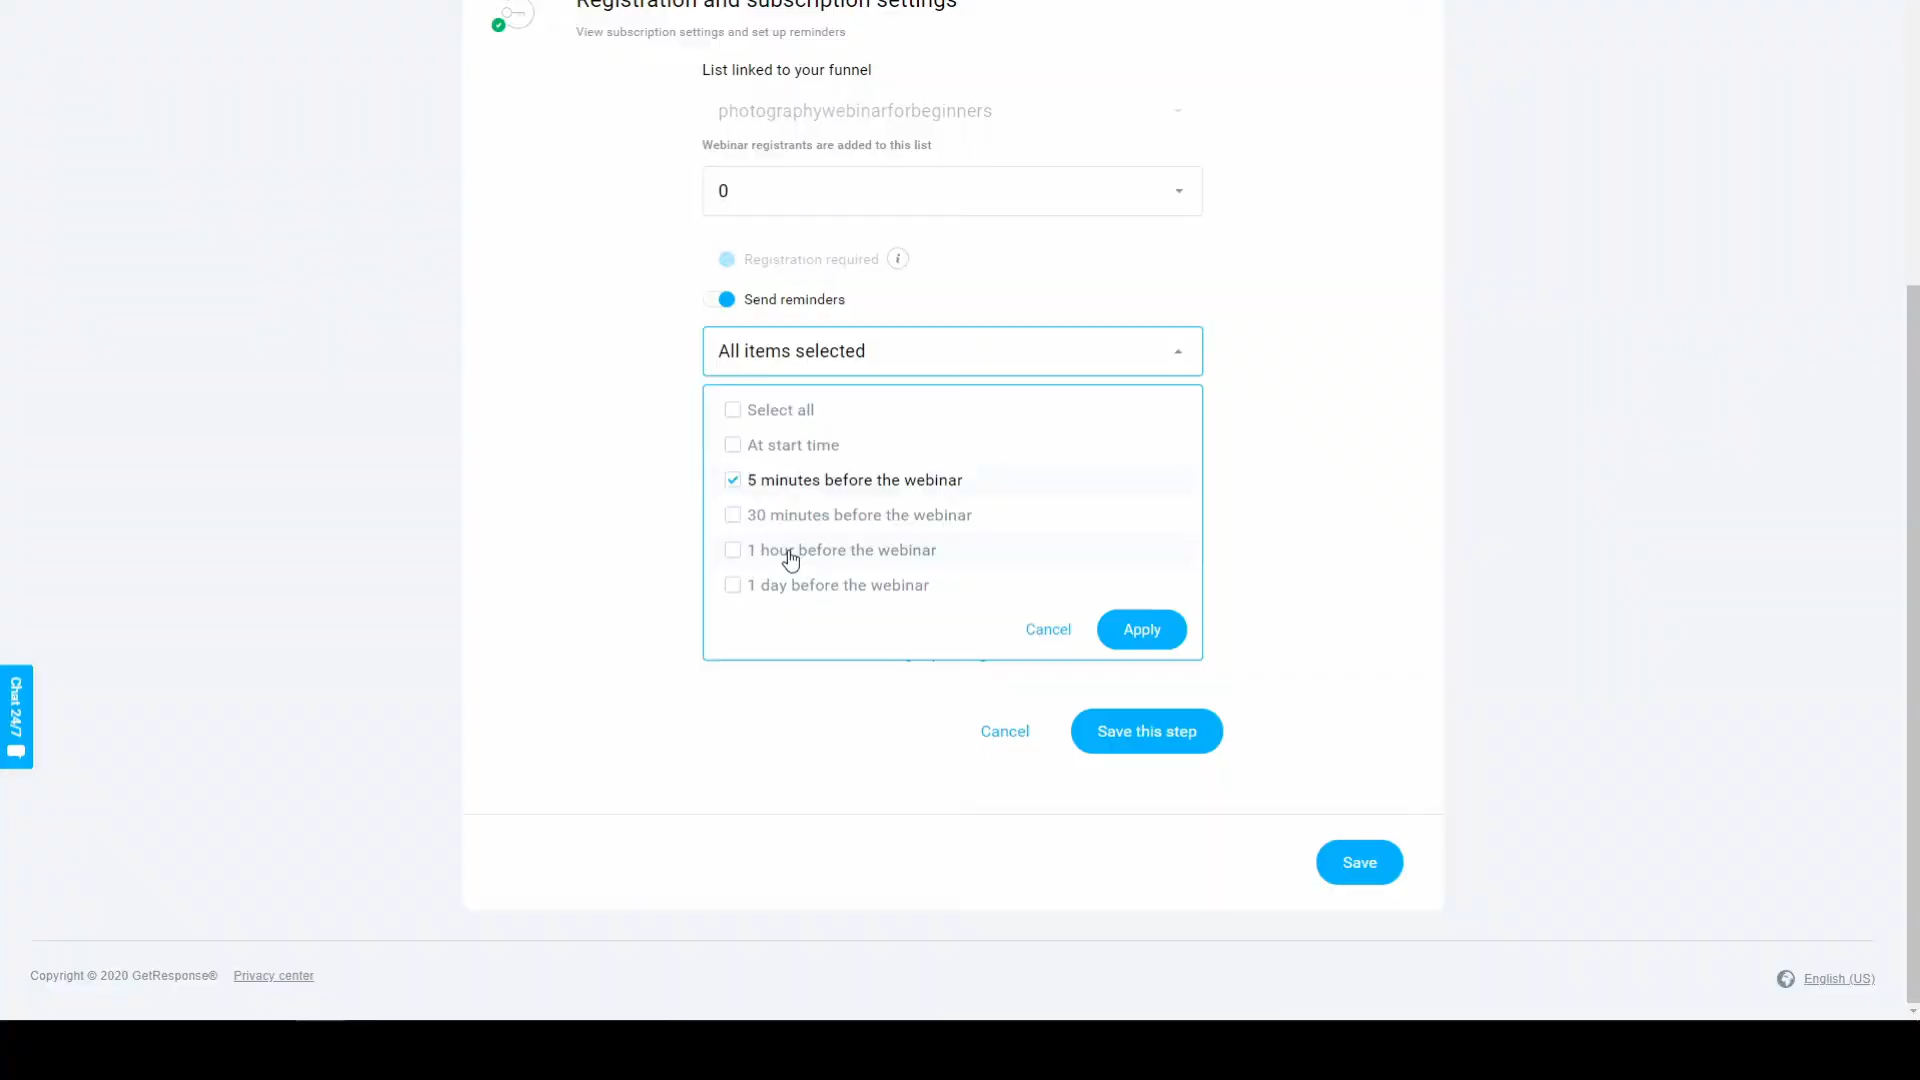 Registration and subscription settings
View subscription settings and set up reminders
List linked to your funnel
photographywebinarforbeginners
Webinar registrants are added to this list
0
Registration required i
Send reminders
All items selected
Select all
At start time
5 minutes before the webinar
30 minutes before the webinar
1 hour before the webinar
1 day before the webinar
Cancel Apply
Cancel Save this step
Chat 24/7
Save
Copyright © 2020 GetResponse® Privacy center
English (US)